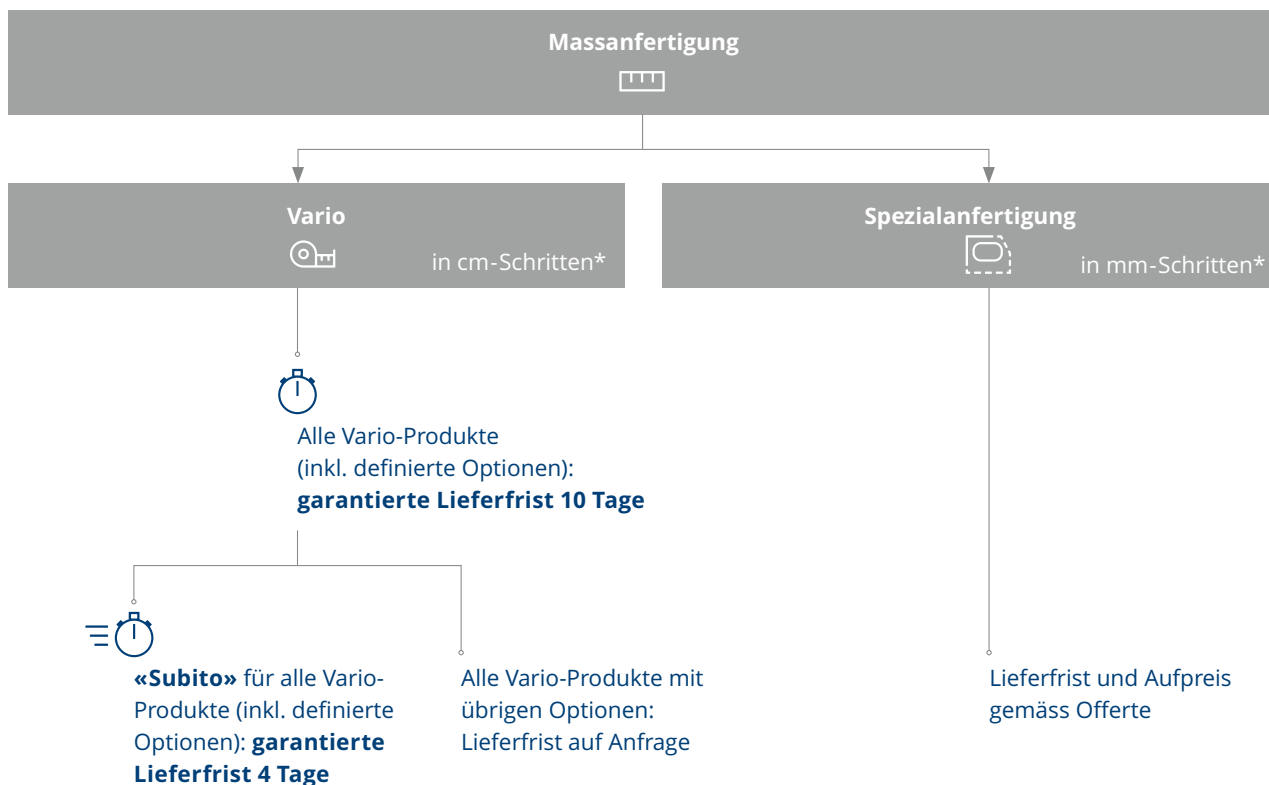 Massanfertigung
Vario
in cm-Schritten*
Spezialanfertigung
in mm-Schritten*
Alle Vario-Produkte
(inkl. definierte Optionen):
garantierte Lieferfrist 10 Tage
«Subito» für alle Vario-
Produkte (inkl. definierte
Optionen): garantierte
Lieferfrist 4 Tage
Alle Vario-Produkte mit
übrigen Optionen:
Lieferfrist auf Anfrage
Lieferfrist und Aufpreis
gemäss Offerte